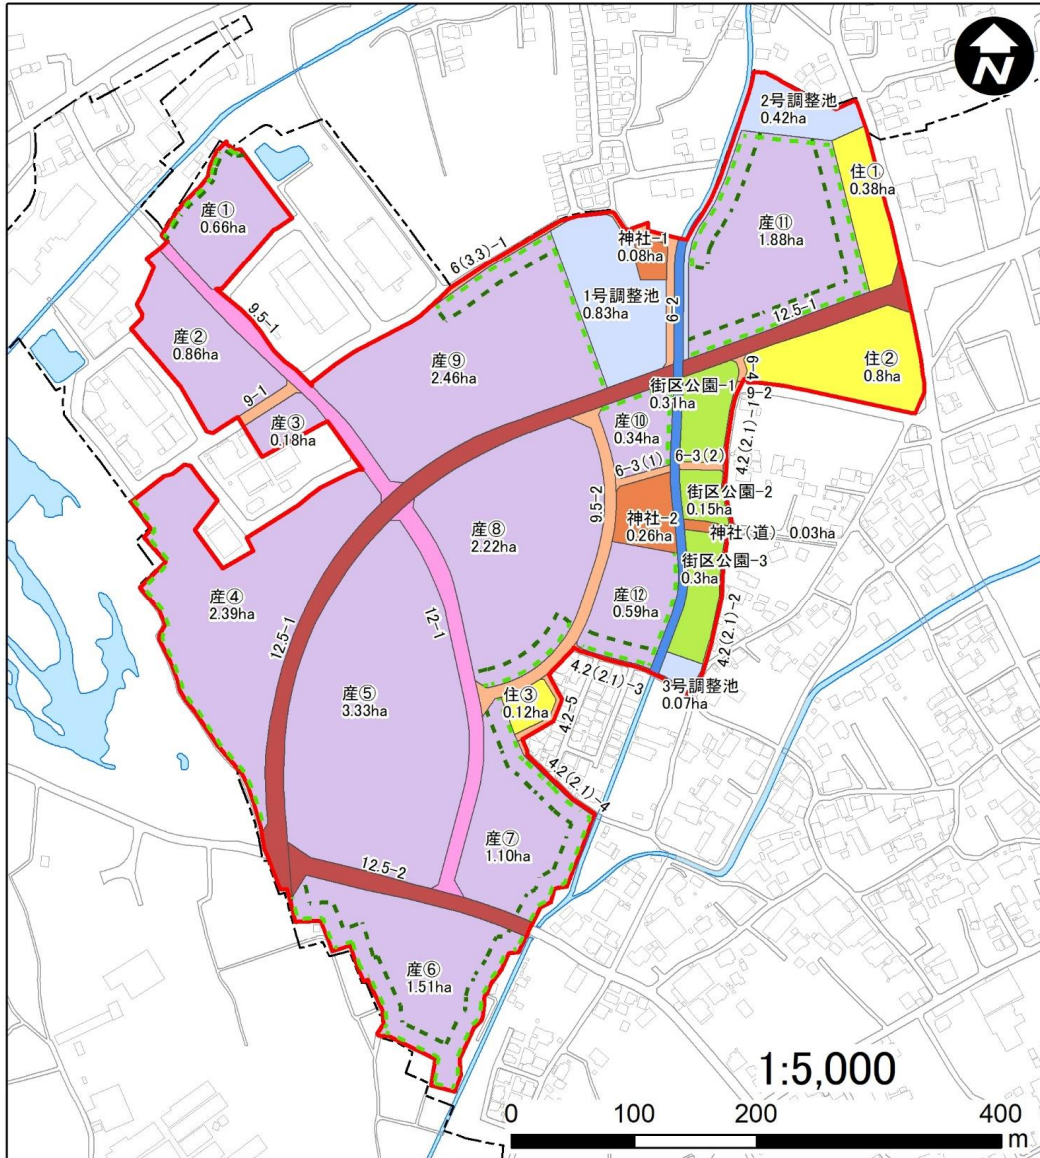 N
2号調整池
0.42ha
住①
0.38ha
産①
0.66ha
産⑪
1.88ha
神社-1
0.08ha
6(3.3)-1
1号調整池
0.83ha
6-2
9.5-1
12.5-1
産②
0.86ha
産⑨
2.46ha
住②
0.8ha
6-4
9-2
街区公園-1
0.31ha
9-1
産③
0.18ha
産⑩
0.34ha
4.2(2.1)-1
6-3(1)
6-3(2)
9.5-2
街区公園-2
0.15ha
神社-2
0.26ha
神社(道) 0.03ha
産⑧
2.22ha
街区公園-3
0.3ha
産④
2.39ha
産⑫
0.59ha
12.5-1
12-1
4.2(2.1)-2
4.2(2.1)-3
3号調整池
0.07ha
産⑤
3.33ha
住③
0.12ha
4.2-5
4.2(2.1)-4
産⑦
1.10ha
12.5-2
産⑥
1.51ha
1:5,000
0 100 200 400
m